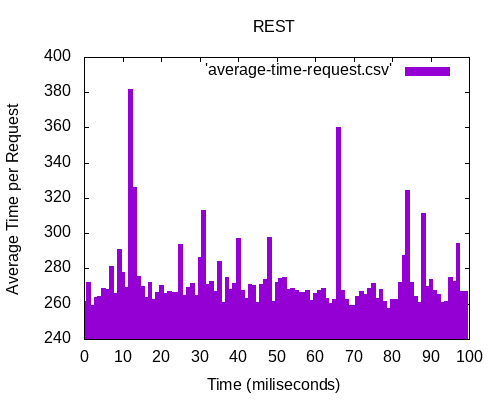 REST
'average-time-request.csv'
Average Time per Request
400
380
360
340
320
300
280
260
240
0 10 20 30 40 50 60 70 80 90 100
Time (miliseconds)